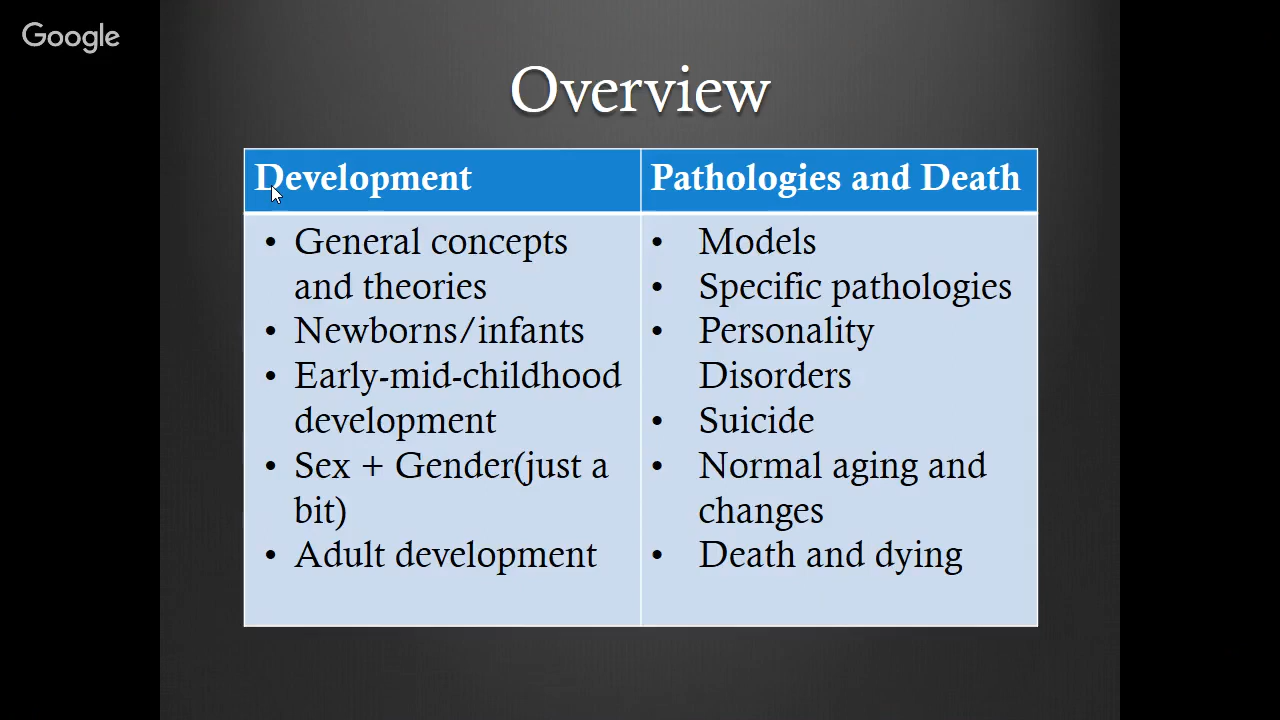 Google
Overview
Development
• General concepts
and theories
• Newborns/infants
• Early-mid-childhood
development
• Sex + Gender(just a
bit)
• Adult development
Pathologies and Death
• Models
• Specific pathologies
• Personality
Disorders
• Suicide
• Normal aging and
changes
• Death and dying